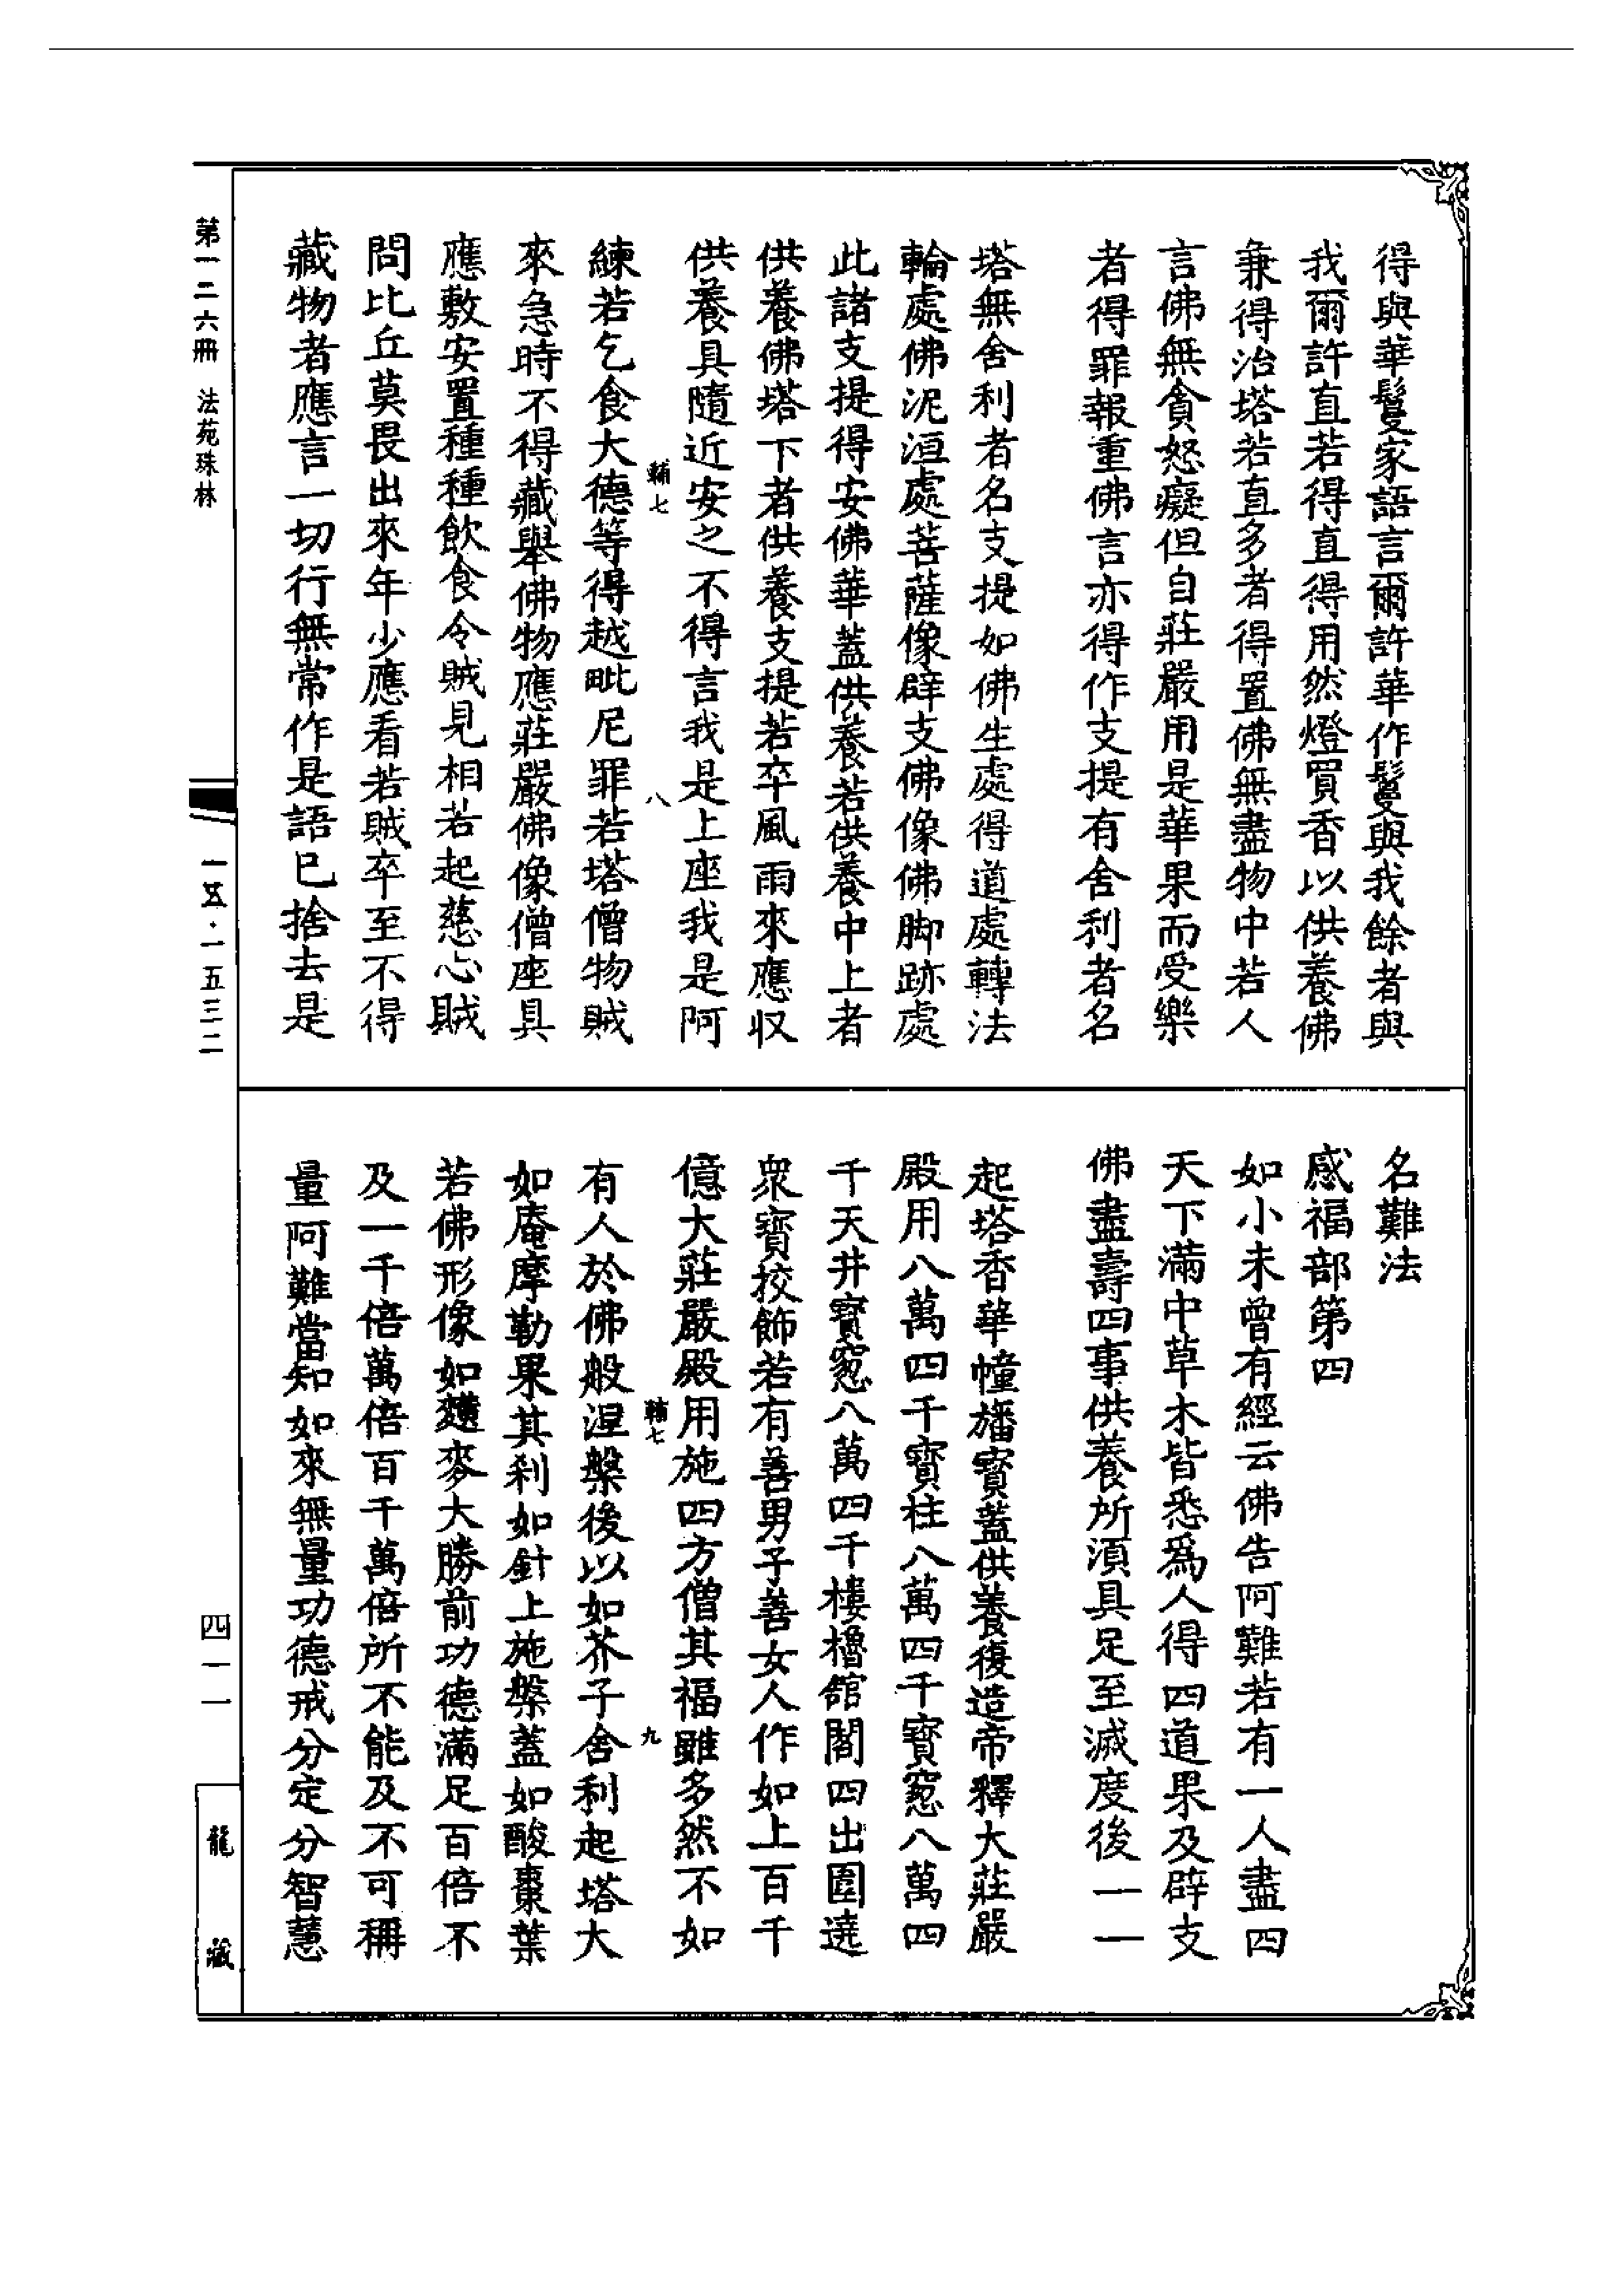 得與華鬘家語言爾許華作鬘與我餘者與
我爾許直若得直得用然燈買香以供養佛
兼得治塔若直多者得置佛無盡物中若人
言佛無貪怒癡但自莊嚴用是華果而受樂
者得罪報重佛言亦得作支提有舍利者名
塔無舍利者名支提如佛生處得道處轉法
輪處佛泥洹處菩薩像辟支佛像佛脚跡處
此諸支提得安佛華蓋供養若供養中上者
供養佛塔下者供養支提若卒風雨來應収
供養具隨近安之不得言我是上座我是阿
輔七 八
練若乞食大德等得越毗尼罪若塔僧物賊
來急時不得藏舉佛物應莊嚴佛像僧座具
應敷安置種種飲食令賊見相若起慈心賊
問比丘莫畏出來年少應看若賊卒至不得
藏物者應言一切行無常作是語已捨去是
名難法
感福部第四
如小未曾有經云佛告阿難若有一人盡四
天下滿中草木皆悉爲人得四道果及辟支
佛盡壽四事供養所須具足至滅度後一一
起塔香華幢旛寳蓋供養復造帝釋大莊嚴
殿用八萬四千寳柱八萬四千寳窓八萬四
千天井寳窓八萬四千樓櫓舘閣四出圍遶
衆寳挍飾若有善男子善女人作如上百千
億大莊嚴殿用施四方僧其福雖多然不如
輔七 九
有人於佛般涅槃後以如芥子舍利起塔大
如庵摩勒果其刹如針上施槃蓋如酸棗葉
若佛形像如䵃麥大勝前功德滿足百倍不
及一千倍萬倍百千萬倍所不能及不可稱
量阿難當知如來無量功德戒分定分智慧
第一二六冊 法苑珠林
一五·一五三二
四一一
龍藏